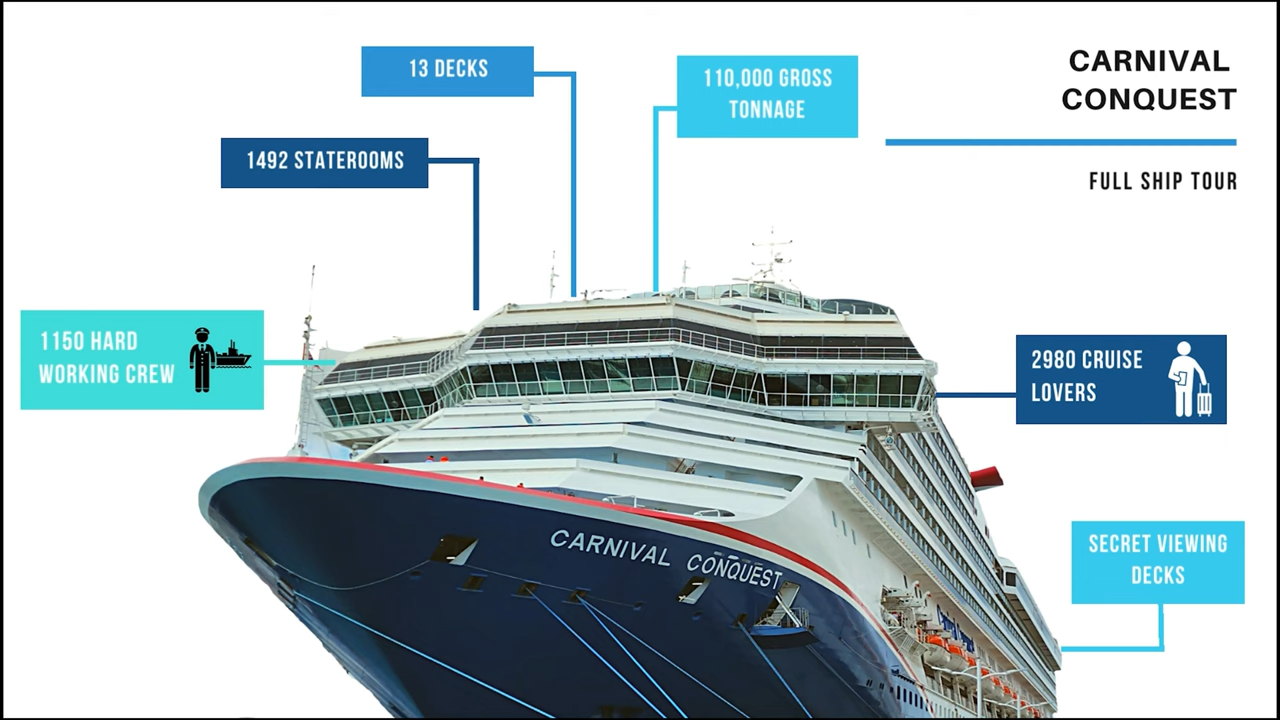 CARNIVAL
CONQUEST
FULL SHIP TOUR
13 DECKS
110,000 GROSS
TONNAGE
1492 STATEROOMS
1150 HARD
WORKING CREW
2980 CRUISE
LOVERS
SECRET VIEWING
DECKS
CARNIVAL CONQUEST